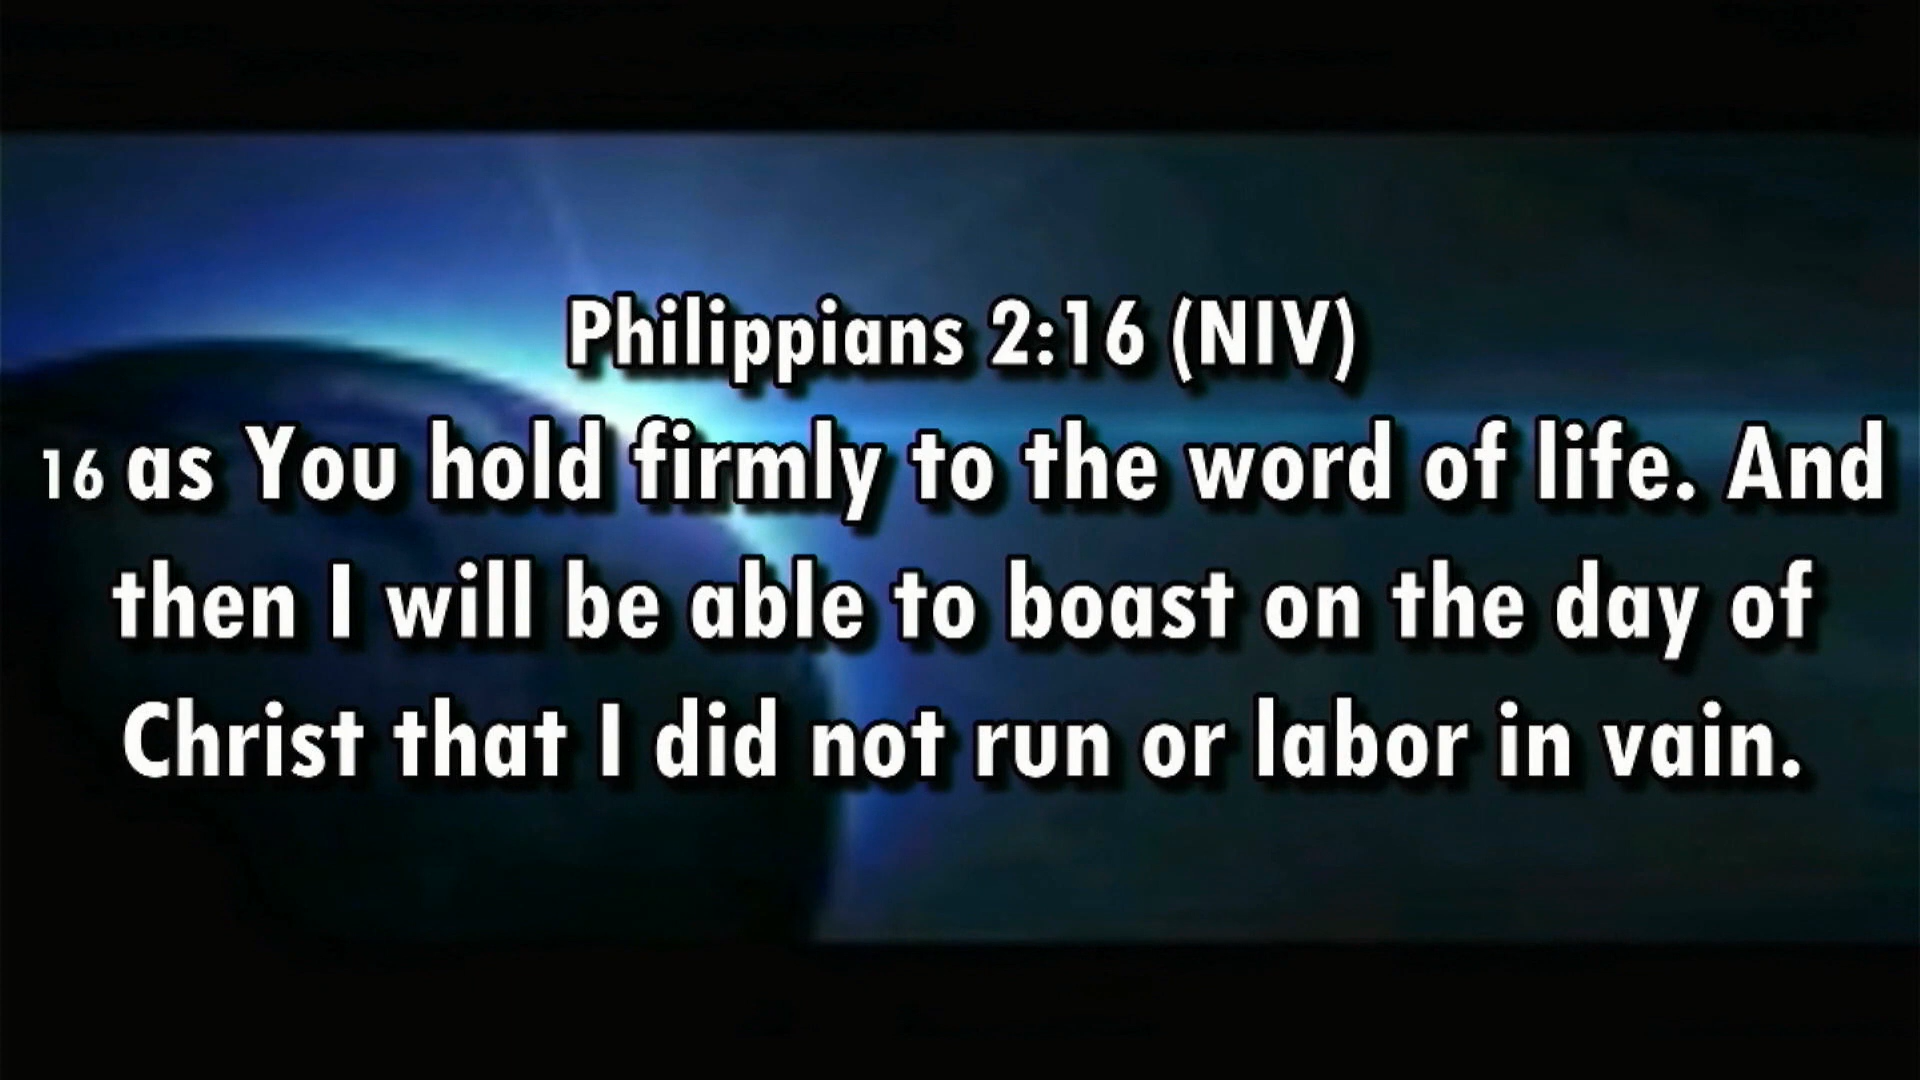 Philippians 2:16 (NIV)
16 as You hold firmly to the word of life. And
then I will be able to boast on the day of
Christ that I did not run or labor in vain.